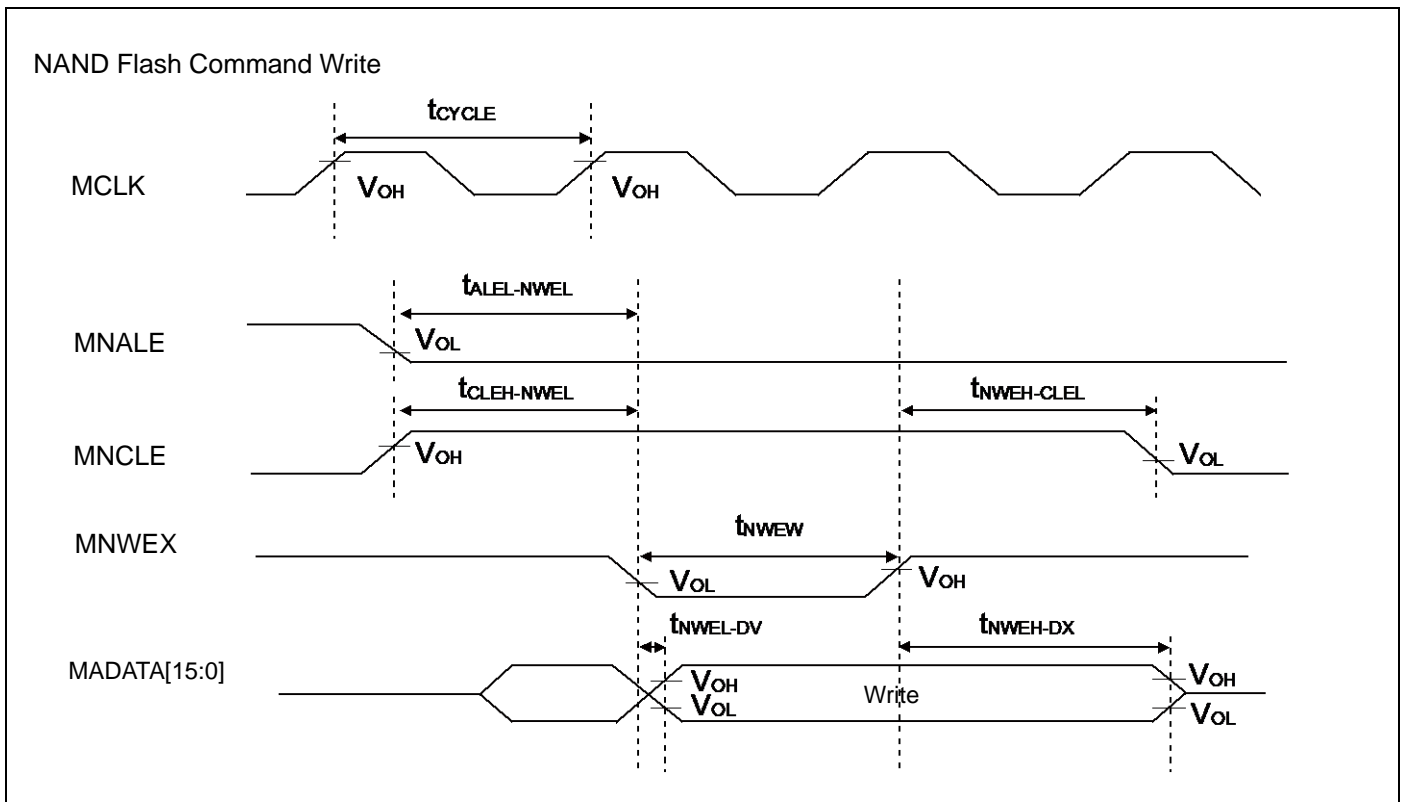 NAND Flash Command Write
tCYCLE
MCLK
VOH
VOH
tALEL-NWEL
MNALE
VOL
tCLEH-NWEL
tNWEH-CLEL
MNCLE
VOH
VOL
MNWEX
tNWEW
VOL
VOH
tNWEL-DV
tNWEH-DX
MADATA[15:0]
VOH
VOL
Write
VOH
VOL